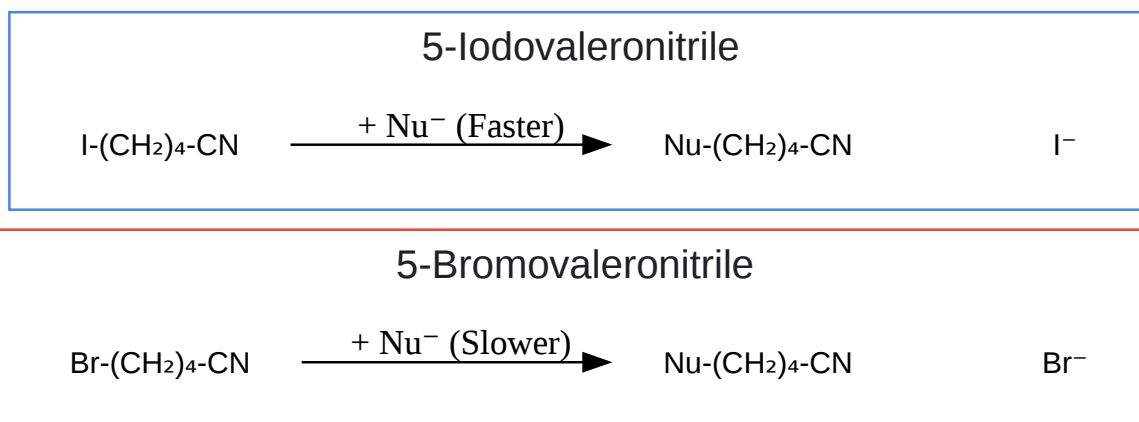 5-Iodovaleronitrile
+ Nu⁻ (Faster)
I-(CH₂)₄-CN Nu-(CH₂)₄-CN I⁻
5-Bromovaleronitrile
+ Nu⁻ (Slower)
Br-(CH₂)₄-CN Nu-(CH₂)₄-CN Br⁻